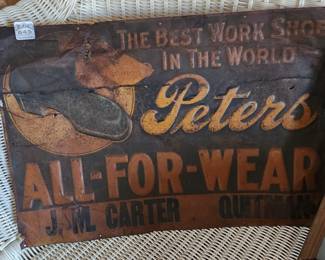 THE BEST WORK SHOE
IN THE WORLD
Peters
ALL-FOR-WEAR
J. M. CARTER QUITMAN